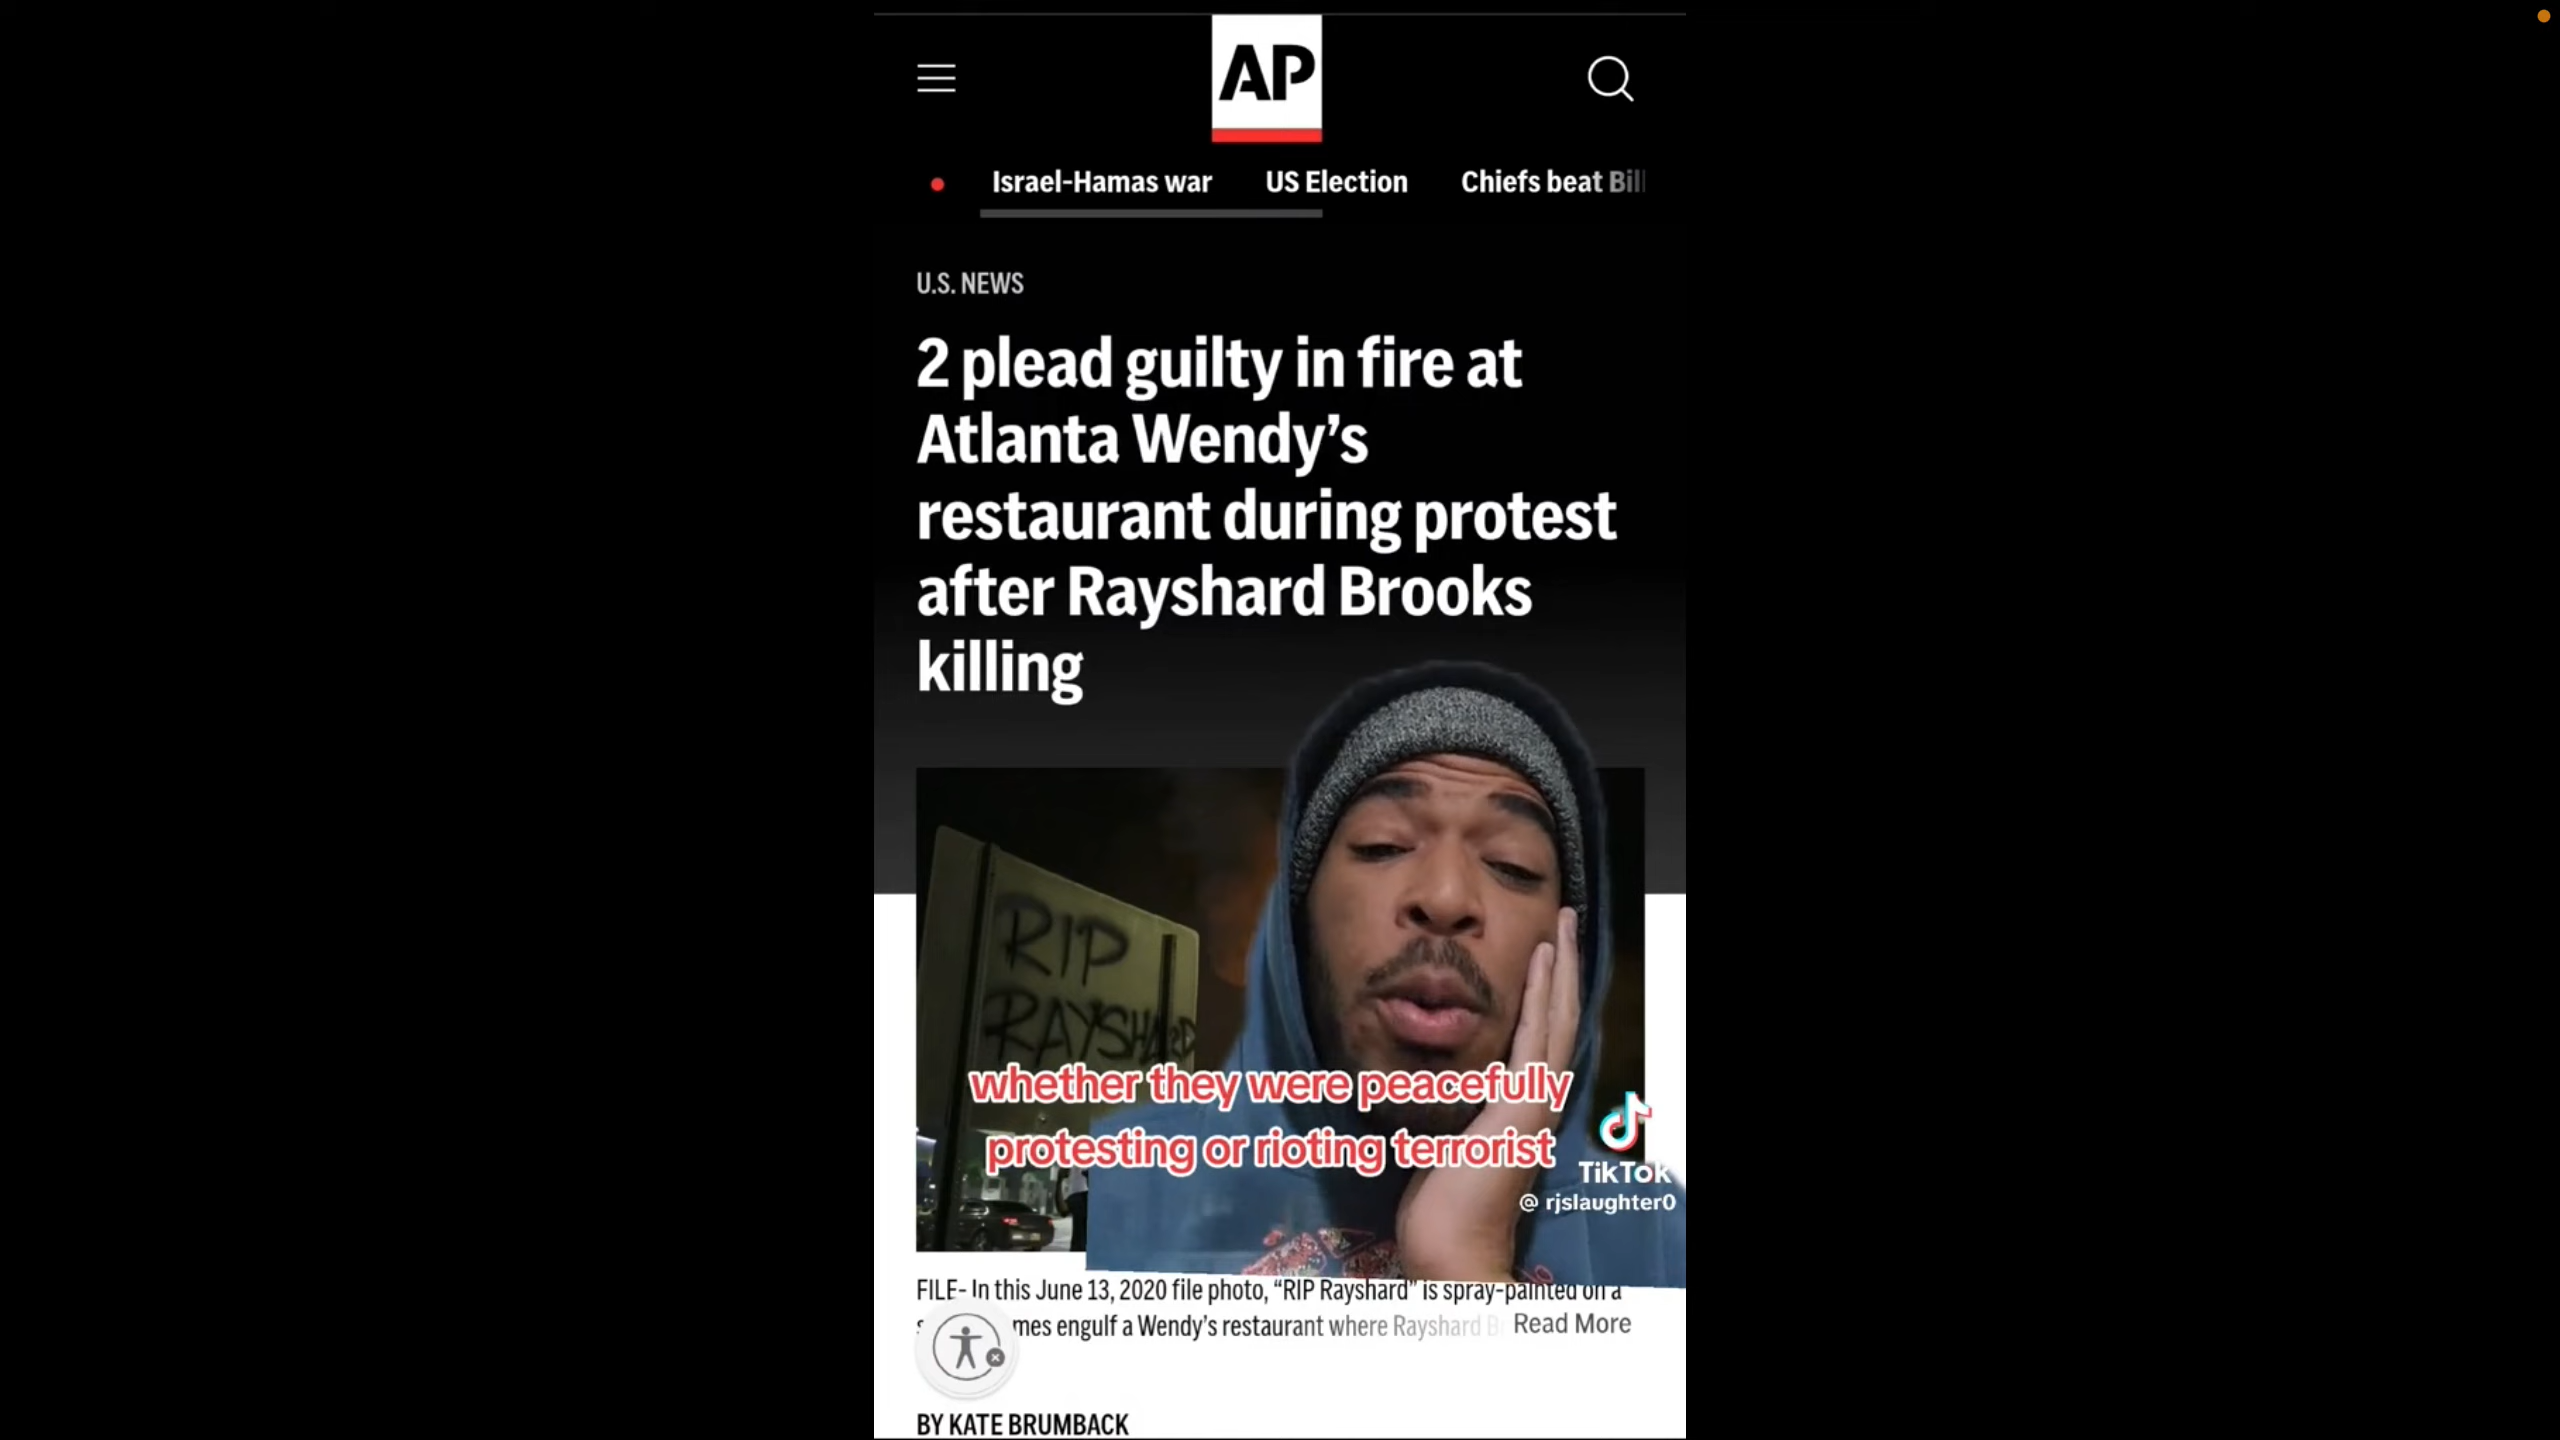 AP
Israel-Hamas war US Election Chiefs beat Bil
U.S. NEWS
2 plead guilty in fire at
Atlanta Wendy’s
restaurant during protest
after Rayshard Brooks
killing
RIP
RAYSHARD
whether they were peacefully
protesting or rioting terrorist
TikTok
@ rjslaughter0
FILE- In this June 13, 2020 file photo, “RIP Rayshard” is spray-painted on a
mes engulf a Wendy’s restaurant where Rayshard B Read More
BY KATE BRUMBACK